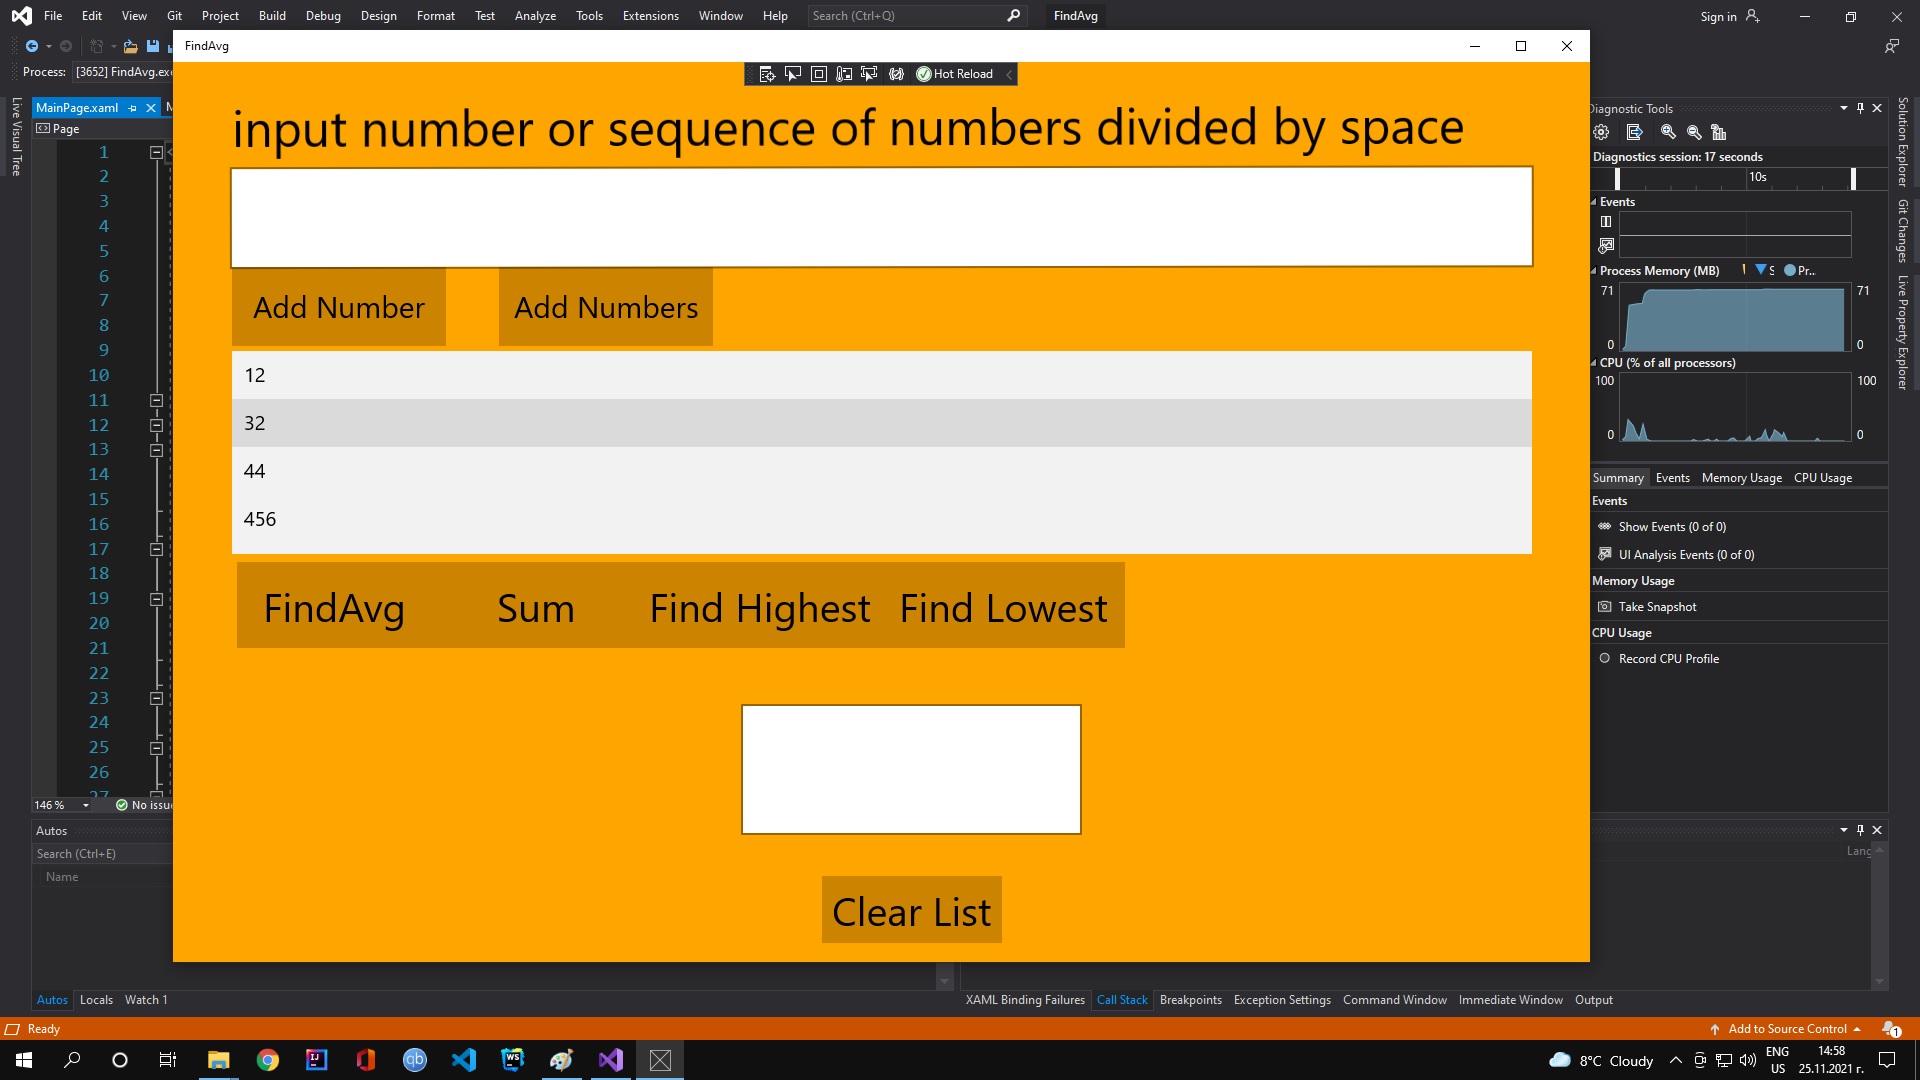 File Edit View Git Project Build Debug Design Format Test Analyze Tools Extensions Window Help Search (Ctrl+Q) FindAvg Sign in
FindAvg
Process: [3652] FindAvg.exe
Hot Reload
MainPage.xaml
Page
Live Visual Tree
1
2
3
4
5
6
7
8
9
10
11
12
13
14
15
16
17
18
19
20
21
22
23
24
25
26
27
146 % No issu
input number or sequence of numbers divided by space
Add Number Add Numbers
12
32
44
456
FindAvg Sum Find Highest Find Lowest
Clear List
Diagnostic Tools
Diagnostics session: 17 seconds
10s
Events
Process Memory (MB) S Pr...
71 71
0 0
CPU (% of all processors)
100 100
0 0
Summary Events Memory Usage CPU Usage
Events
Show Events (0 of 0)
UI Analysis Events (0 of 0)
Memory Usage
Take Snapshot
CPU Usage
Record CPU Profile
Solution Explorer
Git Changes
Live Property Explorer
Autos
Search (Ctrl+E)
Name
Lang
Autos Locals Watch 1
XAML Binding Failures Call Stack Breakpoints Exception Settings Command Window Immediate Window Output
Ready Add to Source Control 1
8°C Cloudy ENG 14:58
US 25.11.2021 г.